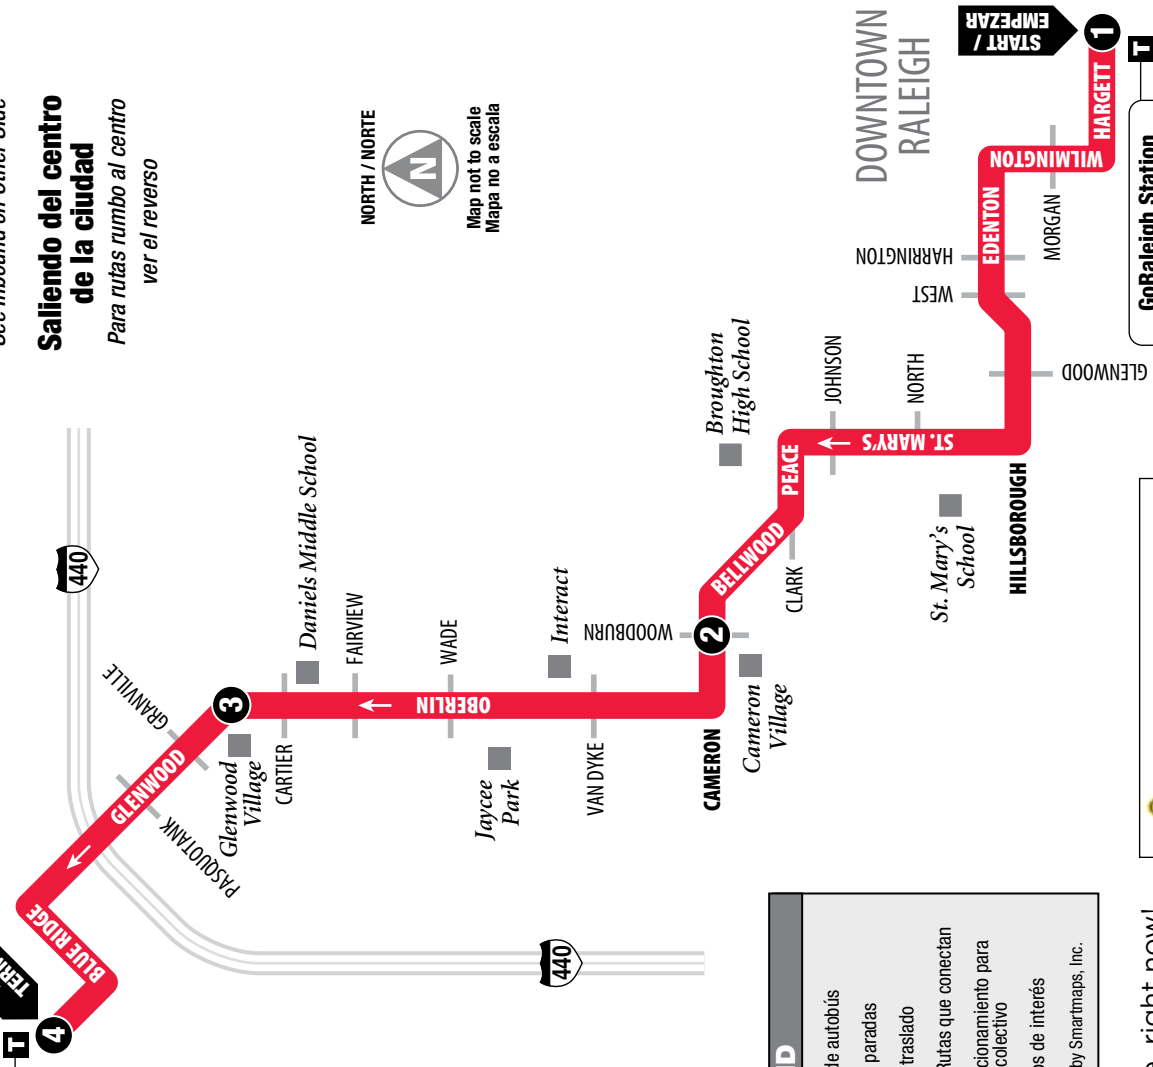 Saliendo del centro
de la ciudad
Para rutas rumbo al centro
ver el reverso
NORTH / NORTE
N
Map not to scale
Mapa no a escala
DOWNTOWN
RALEIGH
START /
EMPEZAR
1
T
HARGETT
GoRaleigh Station
WILMINGTON
MORGAN
EDENTON
HARRINGTON
WEST
GLENWOOD
HILLSBOROUGH
ST. MARY'S
NORTH
JOHNSON
St. Mary's
School
Broughton
High School
PEACE
CLARK
BELLWOOD
WOODBURN
2
CAMERON
Cameron
Village
VAN DYKE
Interact
OBERLIN
Jaycee
Park
WADE
FAIRVIEW
Daniels Middle School
CARTIER
3
Glenwood
Village
GRANVILLE
GLENWOOD
PASQUOTANK
440
440
BLUE RIDGE
4
T
de autobús
paradas
traslado
Rutas que conectan
cionamiento para
colectivo
os de interés
by Smartmaps, Inc.
right now!